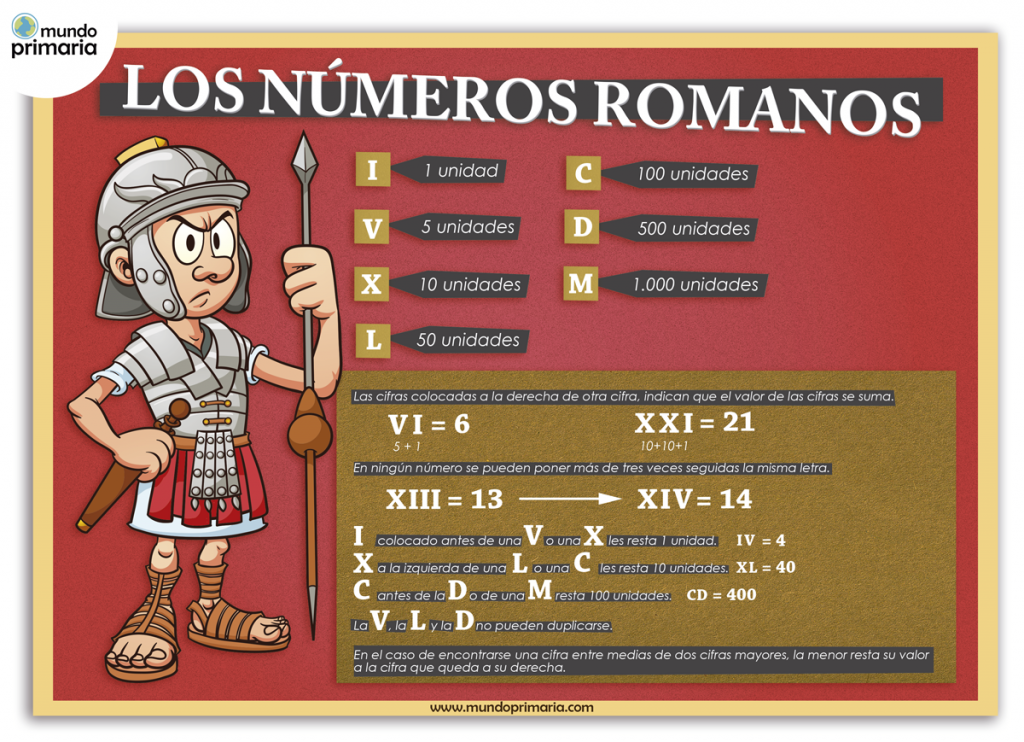 mundo
primaria
LOS NÚMEROS ROMANOS
I 1 unidad
V 5 unidades
X 10 unidades
L 50 unidades
C 100 unidades
D 500 unidades
M 1.000 unidades
Las cifras colocadas a la derecha de otra cifra, indican que el valor de las cifras se suma.
VI = 6 XXI = 21
5 + 1 10+10+1
En ningún número se pueden poner más de tres veces seguidas la misma letra.
XIII = 13 XIV = 14
I colocado antes de una V o una X les resta 1 unidad. IV = 4
X a la izquierda de una L o una C les resta 10 unidades. XL = 40
C antes de la D o de una M resta 100 unidades. CD = 400
La V, la L y la D no pueden duplicarse.
En el caso de encontrarse una cifra entre medias de dos cifras mayores, la menor resta su valor
a la cifra que queda a su derecha.
www.mundoprimaria.com